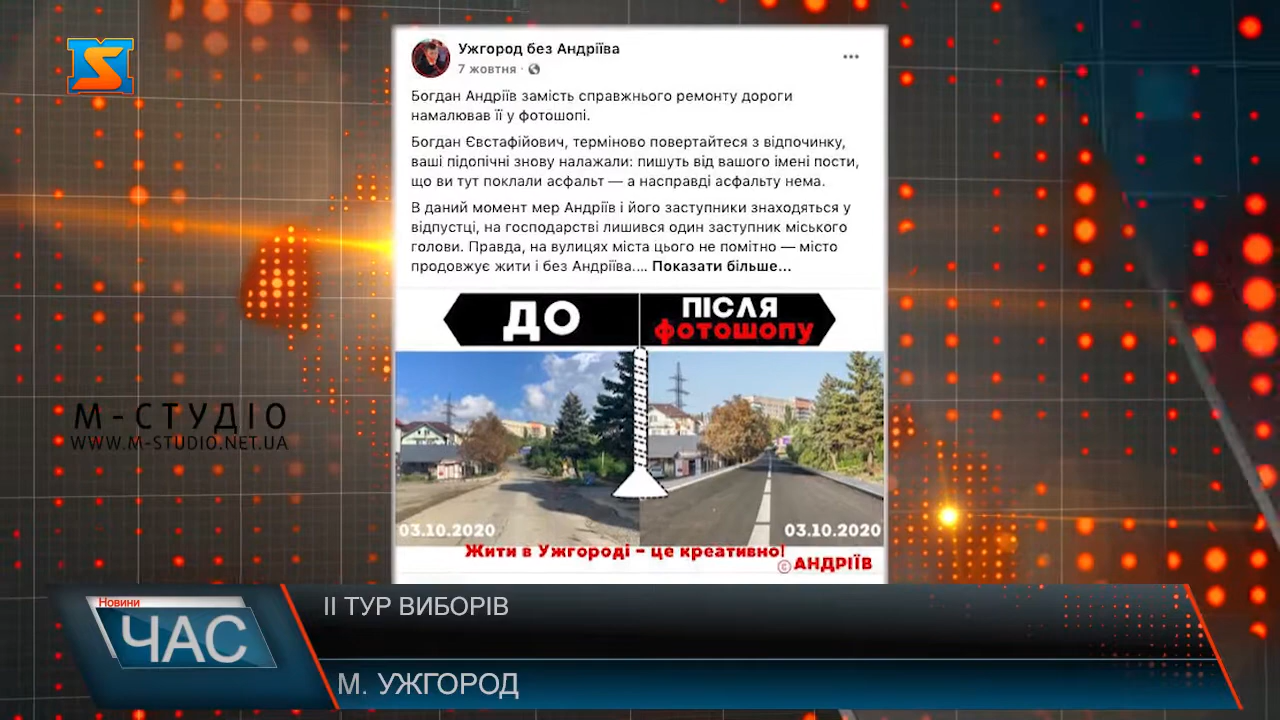 Ужгород без Андріїва
7 жовтня ·
Богдан Андріїв замість справжнього ремонту дороги
намалював її у фотошопі.
Богдан Євстафійович, терміново повертайтеся з відпочинку,
ваші підопічні знову налажали: пишуть від вашого імені пости,
що ви тут поклали асфальт — а насправді асфальту нема.
В даний момент мер Андріїв і його заступники знаходяться у
відпустці, на господарстві лишився один заступник міського
голови. Правда, на вулицях міста цього не помітно — місто
продовжує жити і без Андріїва.... Показати більше...
ДО
ПІСЛЯ
фотошопу
03.10.2020
03.10.2020
Жити в Ужгороді - це креативно!
© АНДРІЇВ
М-СТУДІО
WWW.M-STUDIO.NET.UA
Новини
ЧАС
ІІ ТУР ВИБОРІВ
М. УЖГОРОД